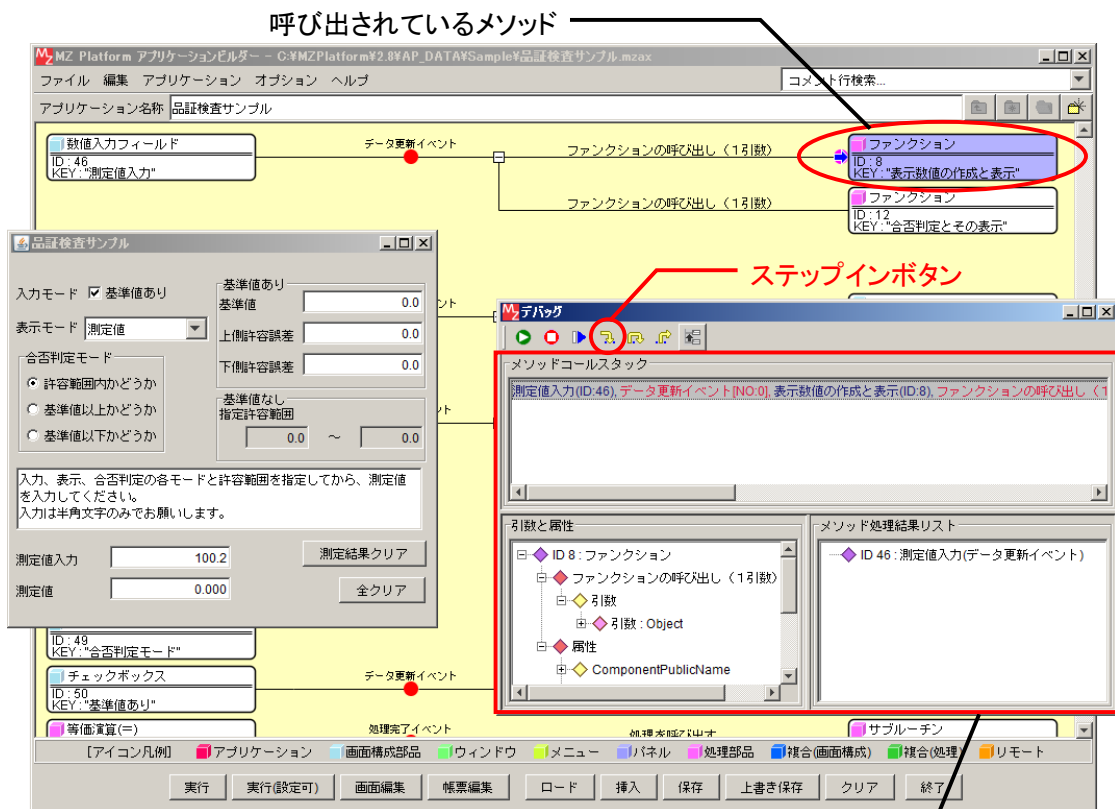 呼び出されているメソッド
MZ Platform アプリケーションビルダー - C:¥MZPlatform¥2.8¥AP_DATA¥Sample¥品証検査サンプル.mzax
ファイル 編集 アプリケーション オプション ヘルプ
コメント行検索...
アプリケーション名称 品証検査サンプル
数値入力フィールド
ID : 46
KEY : "測定値入力"
データ更新イベント
ファンクションの呼び出し（１引数）
ファンクション
ID : 8
KEY : "表示数値の作成と表示"
ファンクションの呼び出し（１引数）
ファンクション
ID : 12
KEY : "合否判定とその表示"
ステップインボタン
品証検査サンプル
入力モード 基準値あり
表示モード 測定値
合否判定モード
許容範囲内かどうか
基準値以上かどうか
基準値以下かどうか
基準値あり
基準値 0.0
上側許容誤差 0.0
下側許容誤差 0.0
基準値なし
指定許容範囲
0.0 ～ 0.0
入力、表示、合否判定の各モードと許容範囲を指定してから、測定値
を入力してください。
入力は半角文字のみでお願いします。
測定値入力 100.2 測定結果クリア
測定値 0.000 全クリア
デバッグ
メソッドコールスタック
測定値入力(ID:46), データ更新イベント[NO:0], 表示数値の作成と表示(ID:8), ファンクションの呼び出し（1
引数と属性
ID 8 : ファンクション
ファンクションの呼び出し（１引数）
引数
引数 : Object
属性
ComponentPublicName
メソッド処理結果リスト
ID 46 : 測定値入力(データ更新イベント)
ID : 49
KEY : "合否判定モード"
チェックボックス
ID : 50
KEY : "基準値あり"
データ更新イベント
等価演算(=)
処理完了イベント
処理を呼び出す
サブルーチン
[アイコン凡例] アプリケーション 画面構成部品 ウィンドウ メニュー パネル 処理部品 複合(画面構成) 複合(処理) リモート
実行 実行(設定可) 画面編集 帳票編集 ロード 挿入 保存 上書き保存 クリア 終了